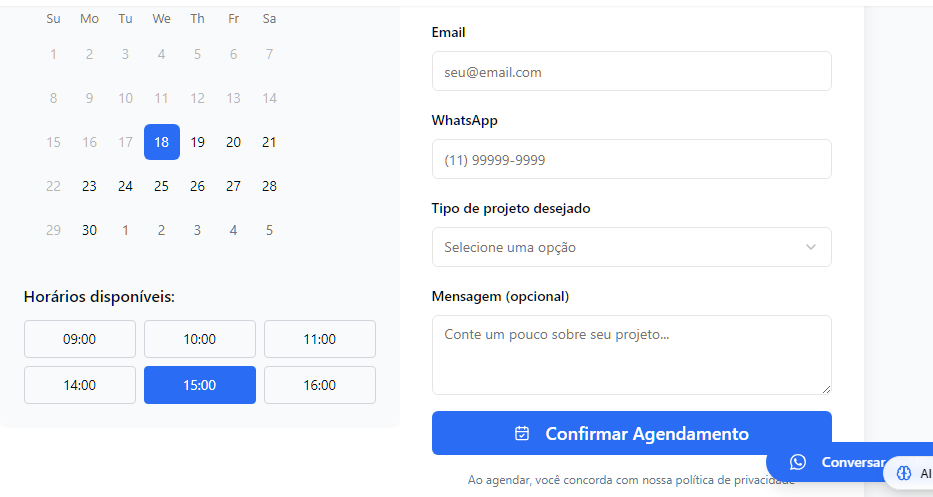 Su Mo Tu We Th Fr Sa
1 2 3 4 5 6 7
8 9 10 11 12 13 14
15 16 17 18 19 20 21
22 23 24 25 26 27 28
29 30 1 2 3 4 5
Horários disponíveis:
09:00 10:00 11:00
14:00 15:00 16:00
Email
seu@email.com
WhatsApp
(11) 99999-9999
Tipo de projeto desejado
Selecione uma opção
Mensagem (opcional)
Conte um pouco sobre seu projeto...
Confirmar Agendamento
Ao agendar, você concorda com nossa política de privacidade
Conversar
AI